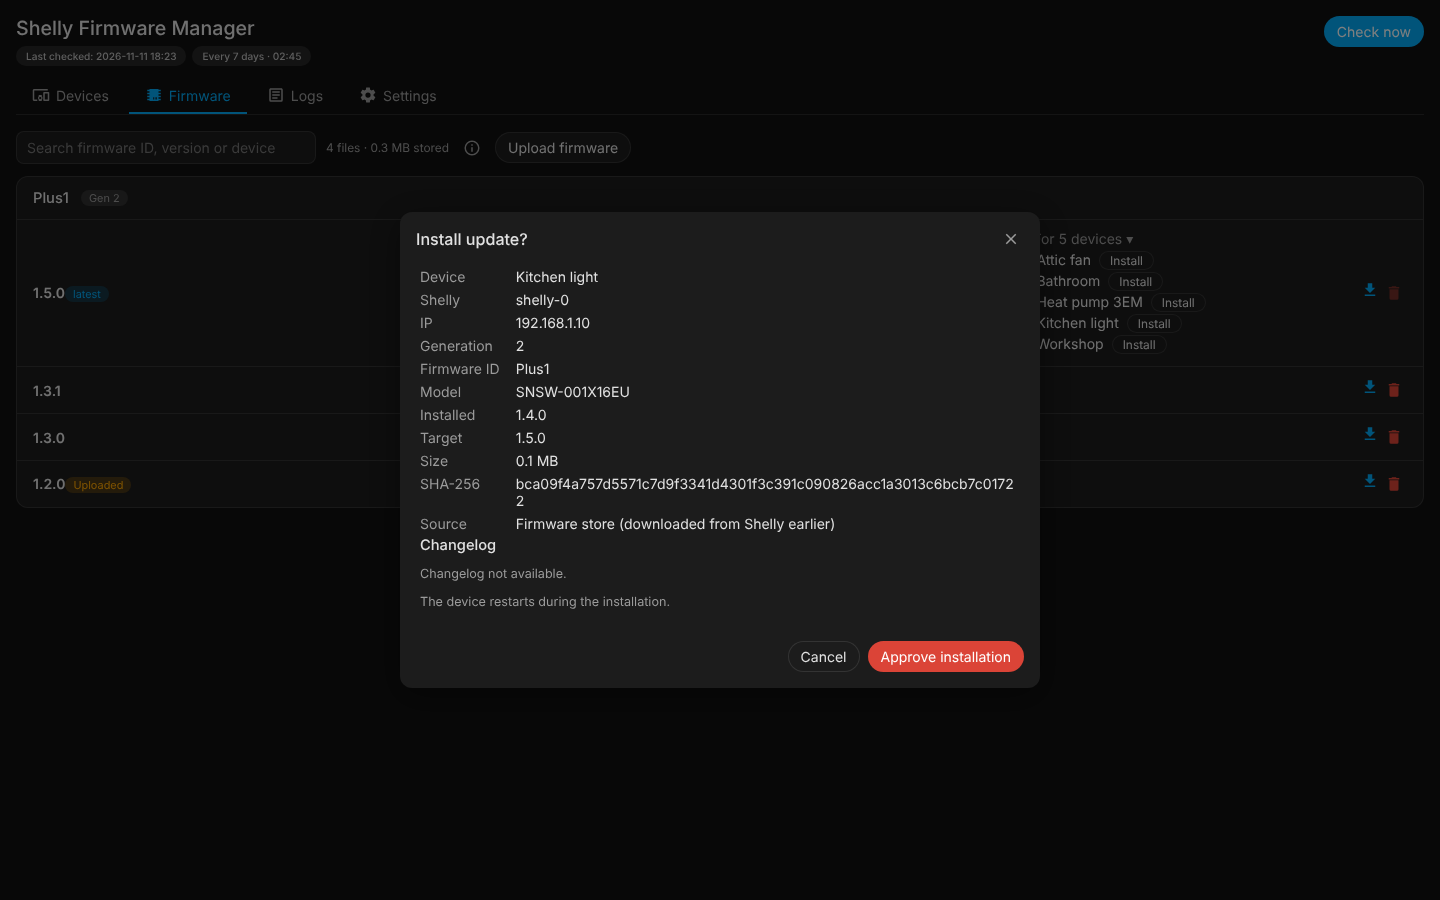 Shelly Firmware Manager
Check now
Last checked: 2026-11-11 18:23
Every 7 days · 02:45
Devices
Firmware
Logs
Settings
Search firmware ID, version or device
4 files · 0.3 MB stored
Upload firmware
Plus1 Gen 2
Install update?
Device Kitchen light
Shelly shelly-0
IP 192.168.1.10
Generation 2
Firmware ID Plus1
Model SNSW-001X16EU
Installed 1.4.0
Target 1.5.0
Size 0.1 MB
SHA-256 bca09f4a757d5571c7d9f3341d4301f3c391c090826acc1a3013c6bcb7c0172
2
Source Firmware store (downloaded from Shelly earlier)
Changelog
Changelog not available.
The device restarts during the installation.
Cancel
Approve installation
1.5.0 latest
or 5 devices ▾
Attic fan Install
Bathroom Install
Heat pump 3EM Install
Kitchen light Install
Workshop Install
1.3.1
1.3.0
1.2.0 Uploaded